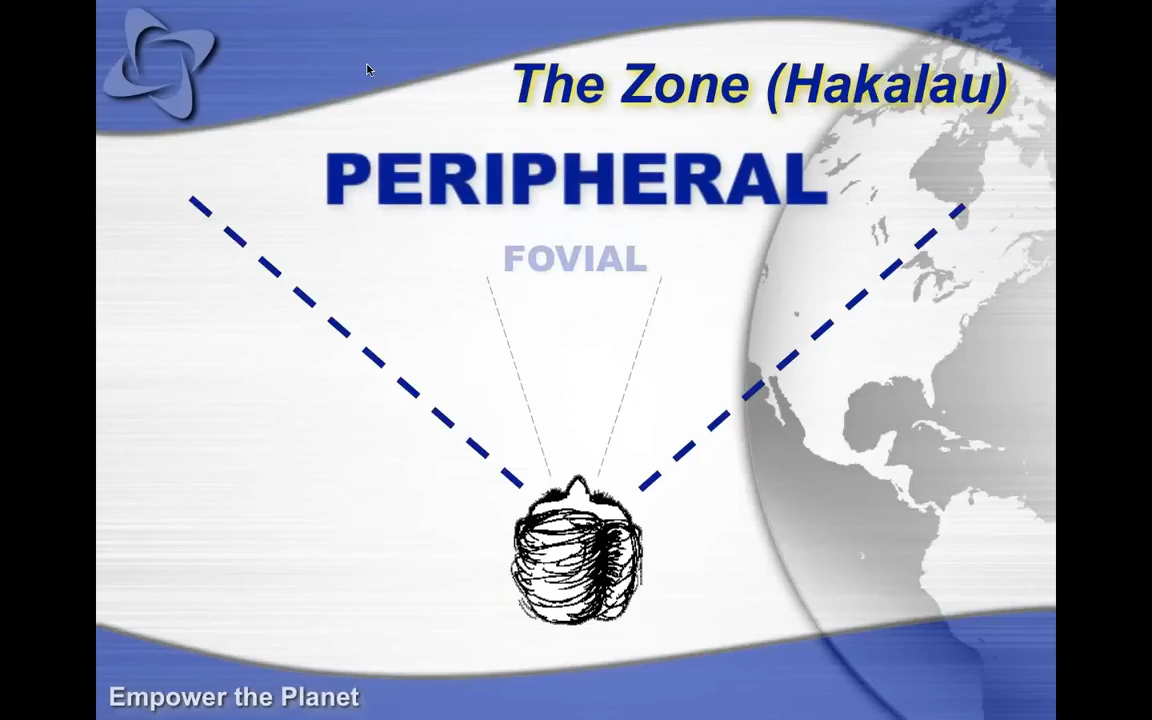 The Zone (Hakalau)
PERIPHERAL
FOVIAL
Empower the Planet